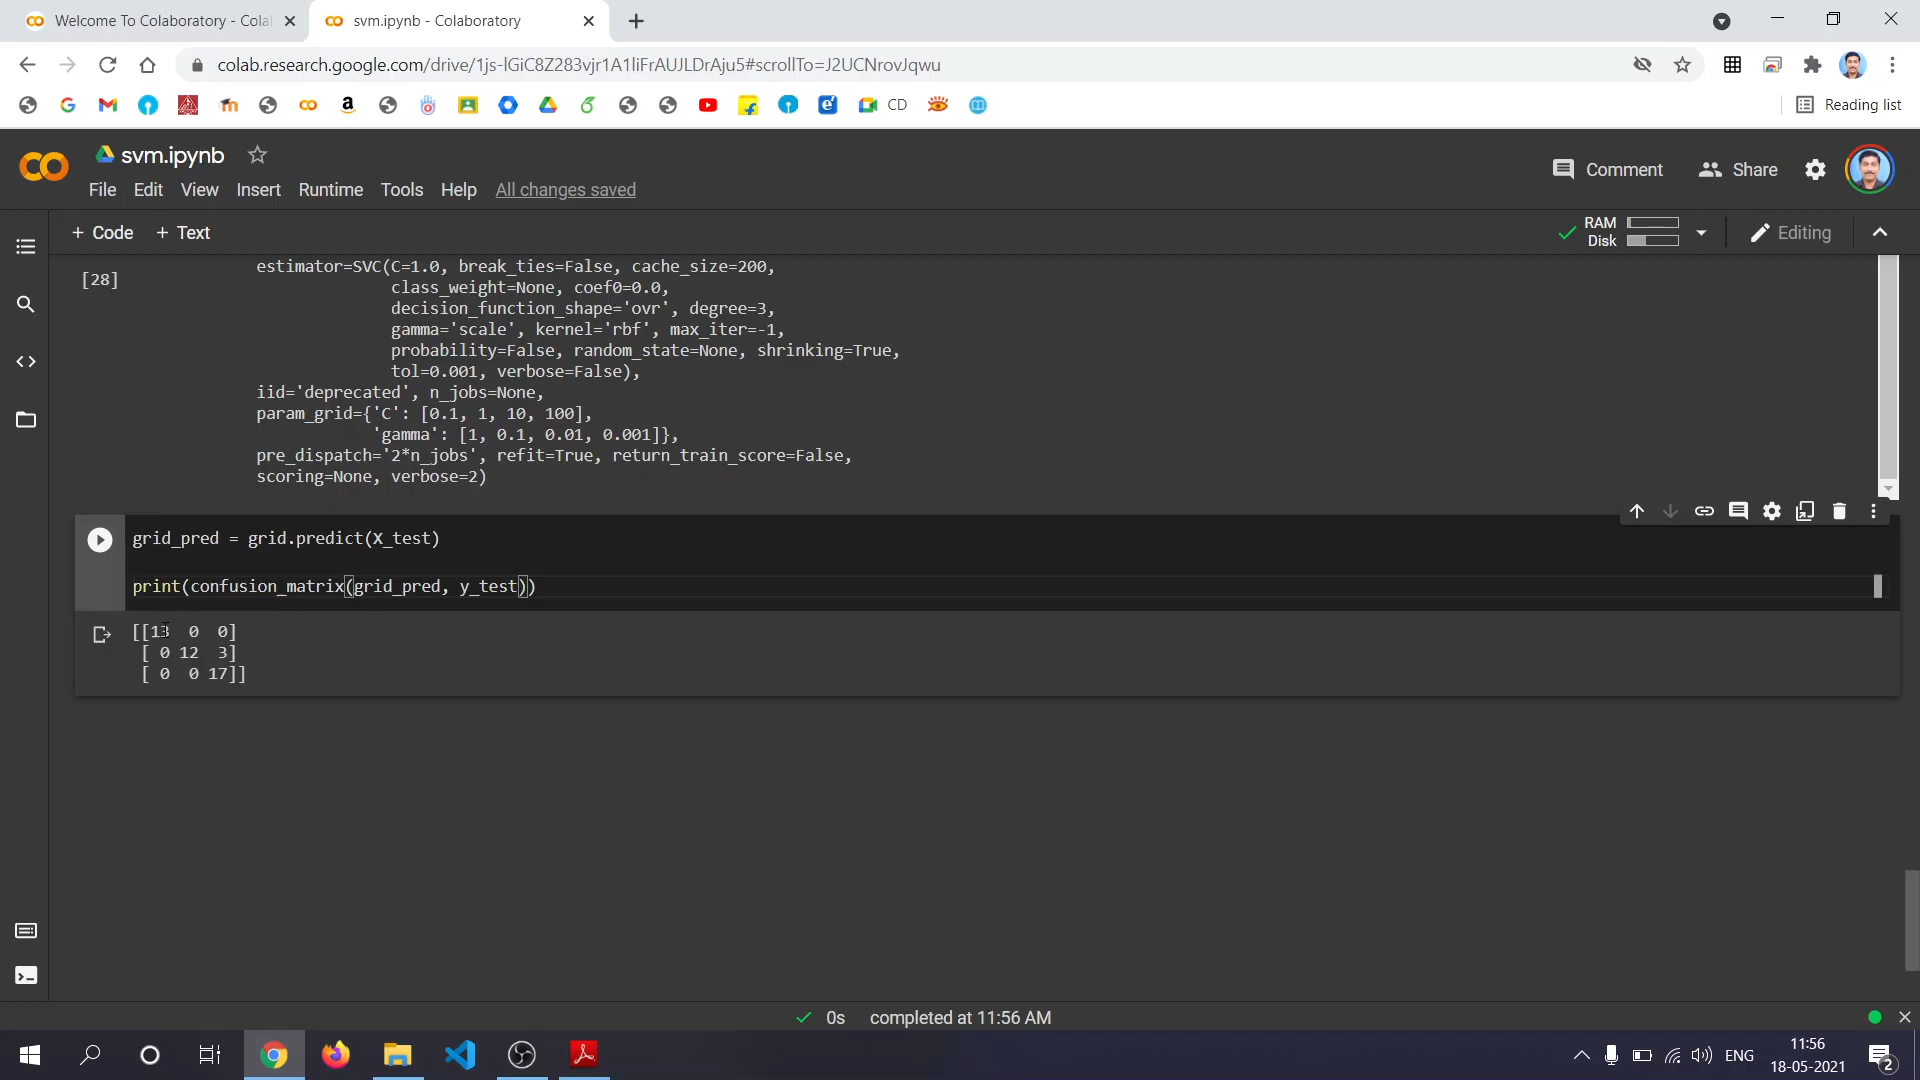 Welcome To Colaboratory - Cola
svm.ipynb - Colaboratory
colab.research.google.com/drive/1js-lGiC8Z283vjr1A1liFrAUJLDrAju5#scrollTo=J2UCNrovJqwu
CD
Reading list
svm.ipynb
Comment
Share
File Edit View Insert Runtime Tools Help All changes saved
+ Code + Text
RAM
Disk
Editing
[28]
estimator=SVC(C=1.0, break_ties=False, cache_size=200,
class_weight=None, coef0=0.0,
decision_function_shape='ovr', degree=3,
gamma='scale', kernel='rbf', max_iter=-1,
probability=False, random_state=None, shrinking=True,
tol=0.001, verbose=False),
iid='deprecated', n_jobs=None,
param_grid={'C': [0.1, 1, 10, 100],
'gamma': [1, 0.1, 0.01, 0.001]},
pre_dispatch='2*n_jobs', refit=True, return_train_score=False,
scoring=None, verbose=2)
grid_pred = grid.predict(X_test)
print(confusion_matrix(grid_pred, y_test))
[[13 0 0]
[ 0 12 3]
[ 0 0 17]]
0s completed at 11:56 AM
ENG
11:56
18-05-2021
2